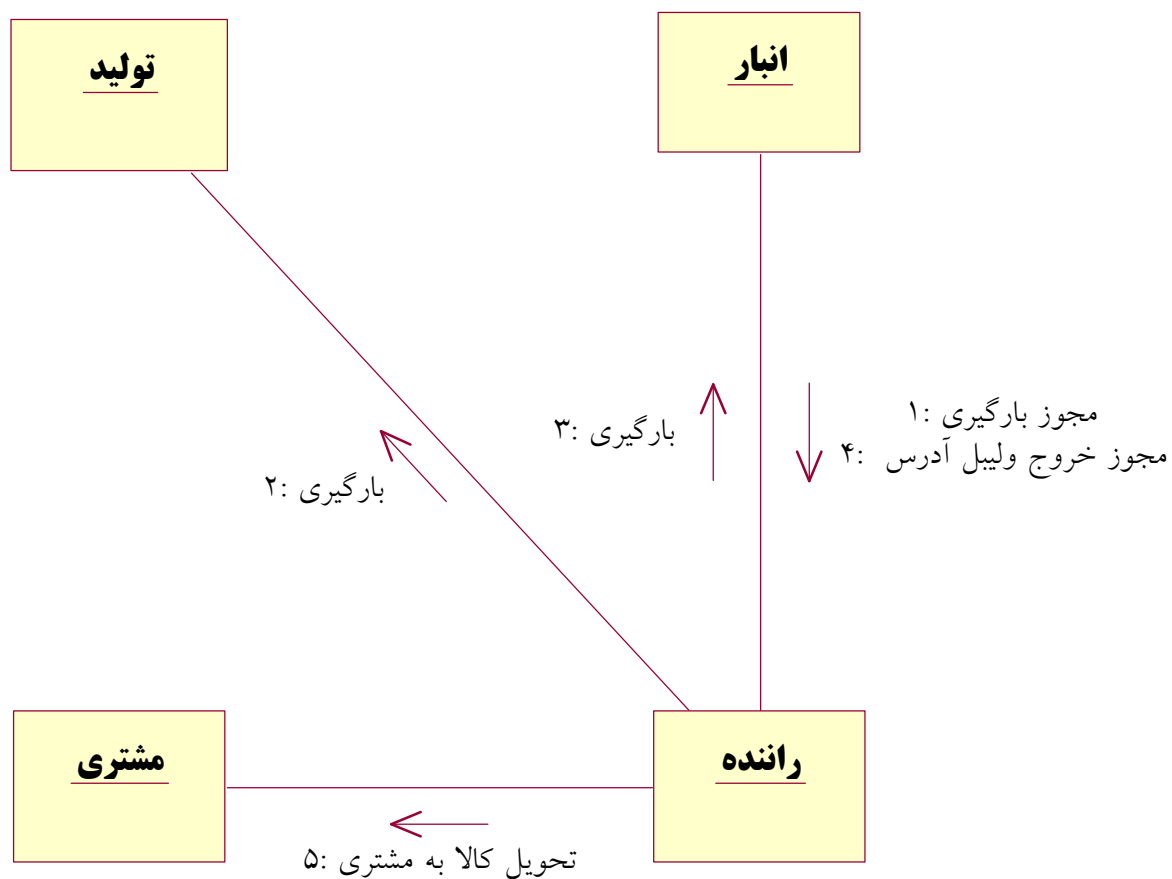 تولید
انبار
۱: مجوز بارگیری
۴: مجوز خروج ولیبل آدرس
۳: بارگیری
۲: بارگیری
مشتری
راننده
۵: تحویل کالا به مشتری